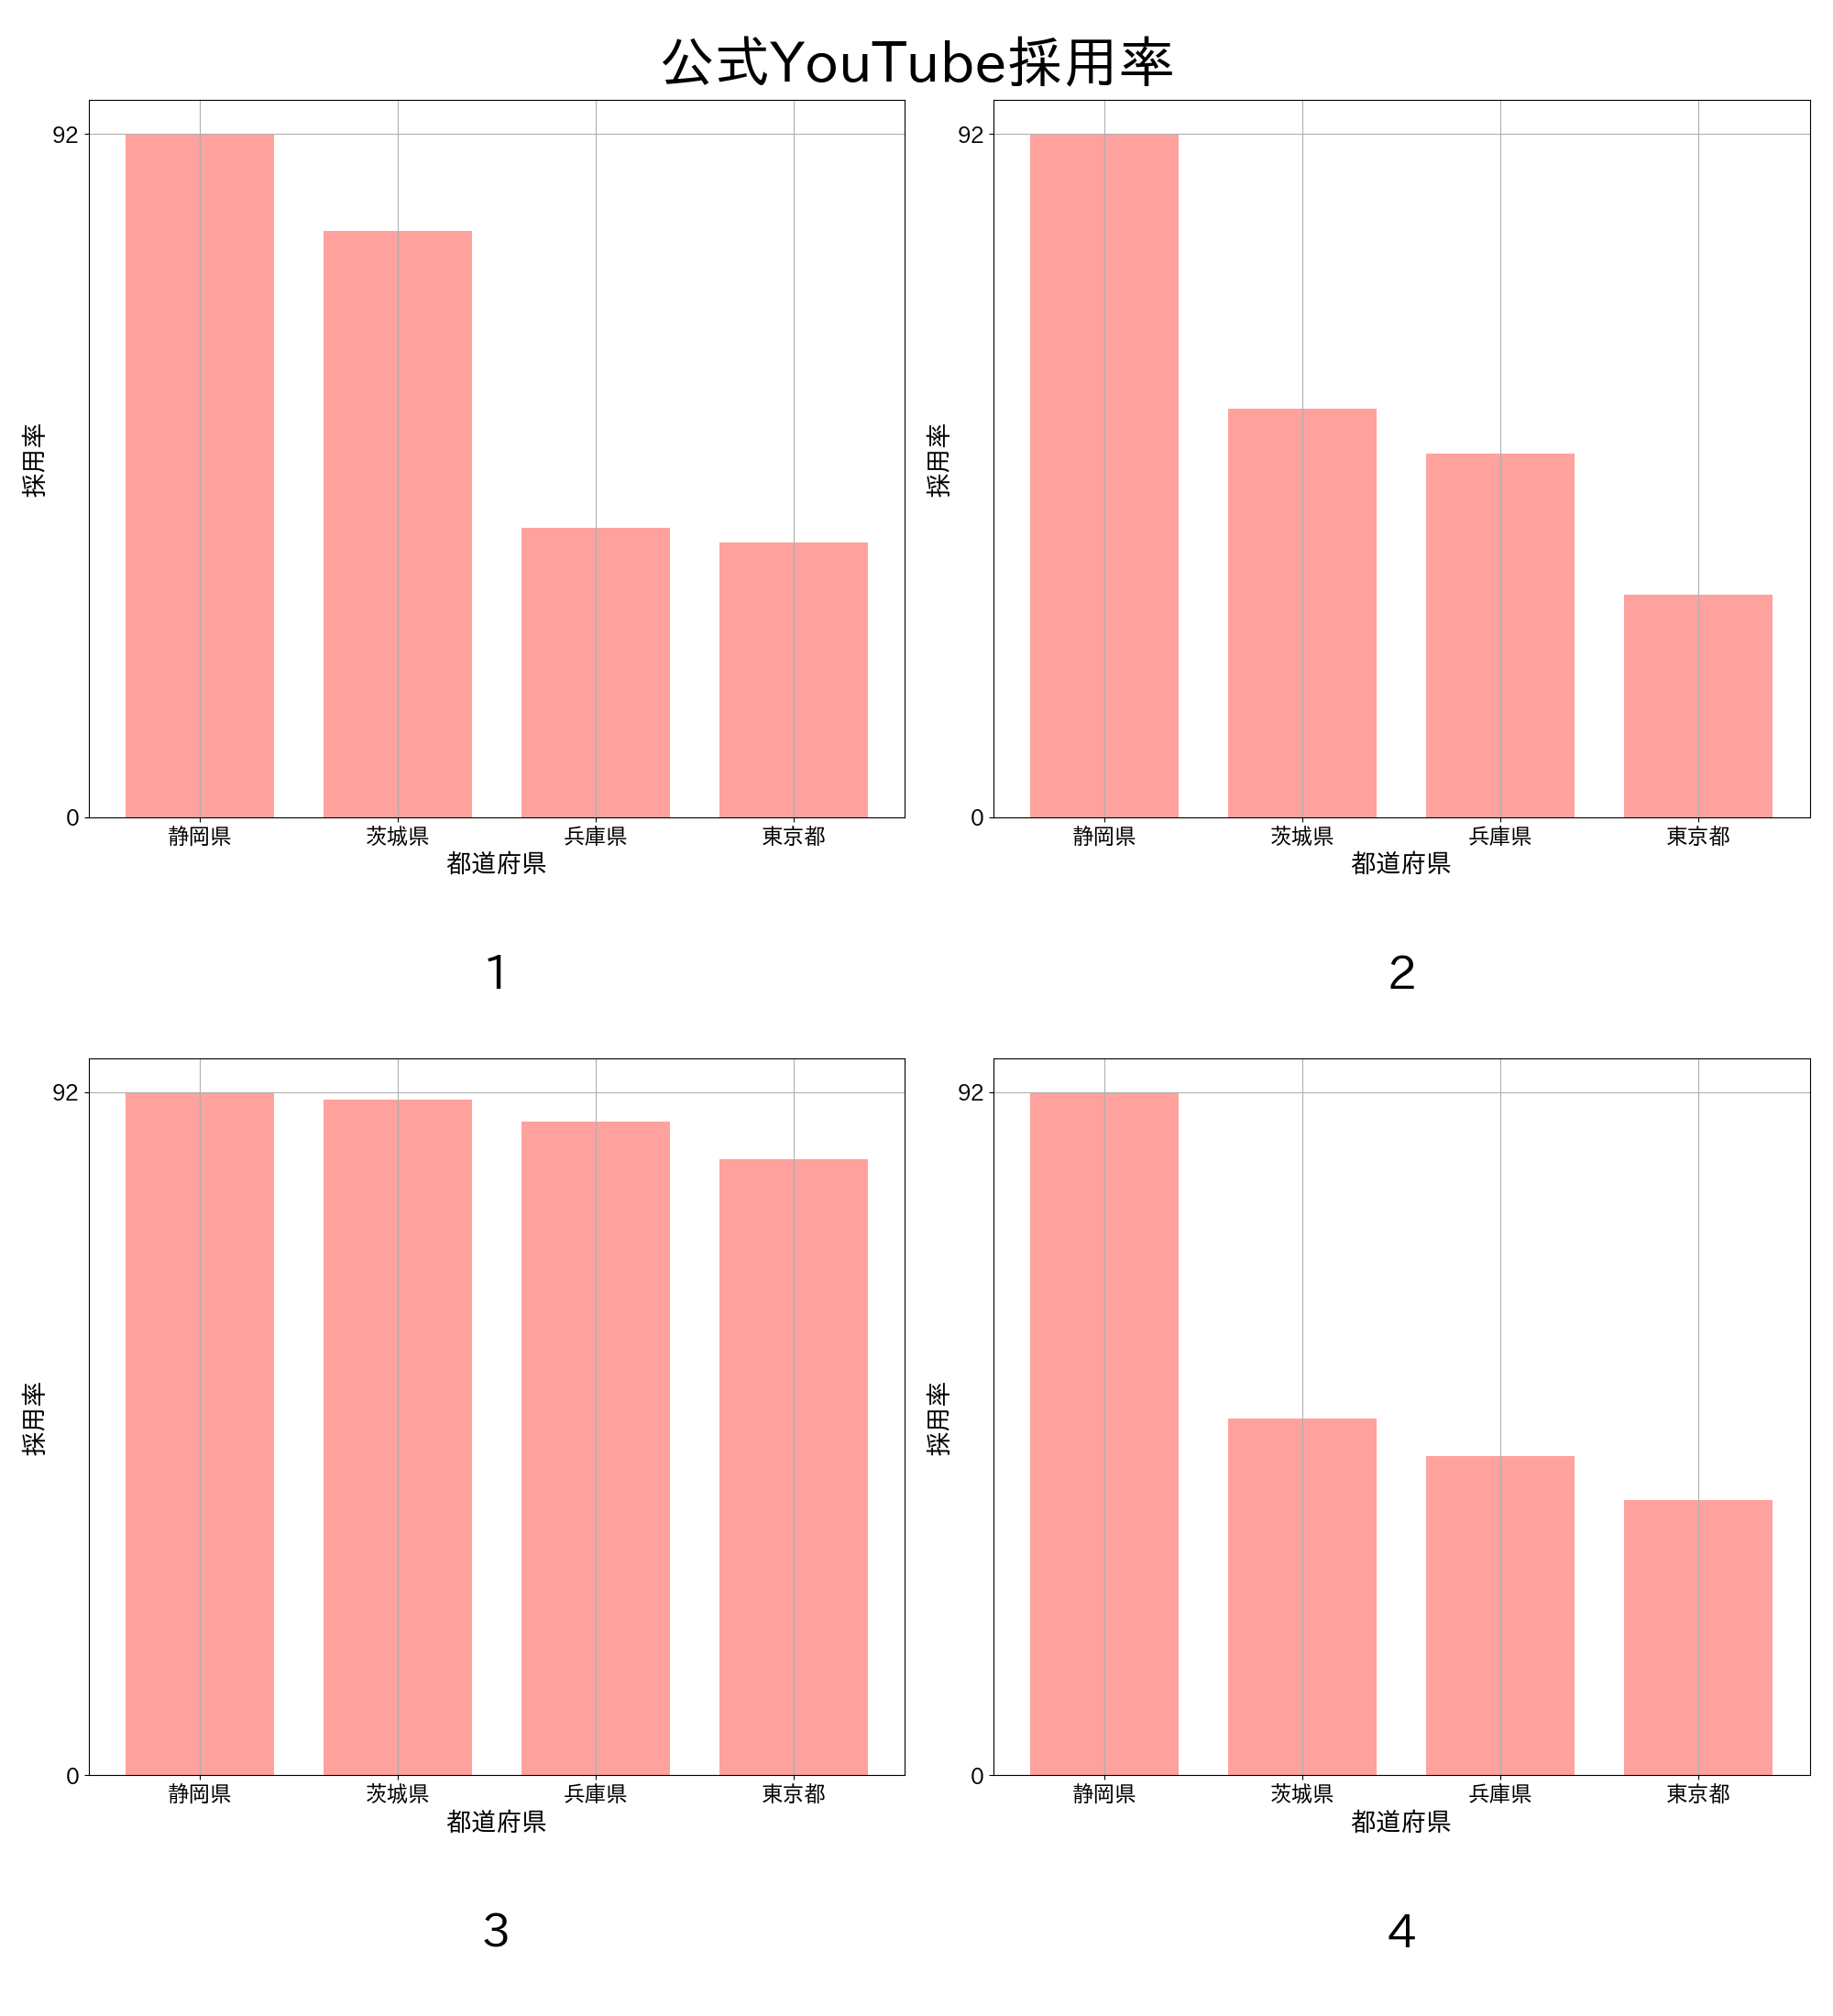 公式YouTube採用率
92
採用率
0
静岡県 茨城県 兵庫県 東京都
都道府県
1
92
採用率
0
静岡県 茨城県 兵庫県 東京都
都道府県
2
92
採用率
0
静岡県 茨城県 兵庫県 東京都
都道府県
3
92
採用率
0
静岡県 茨城県 兵庫県 東京都
都道府県
4